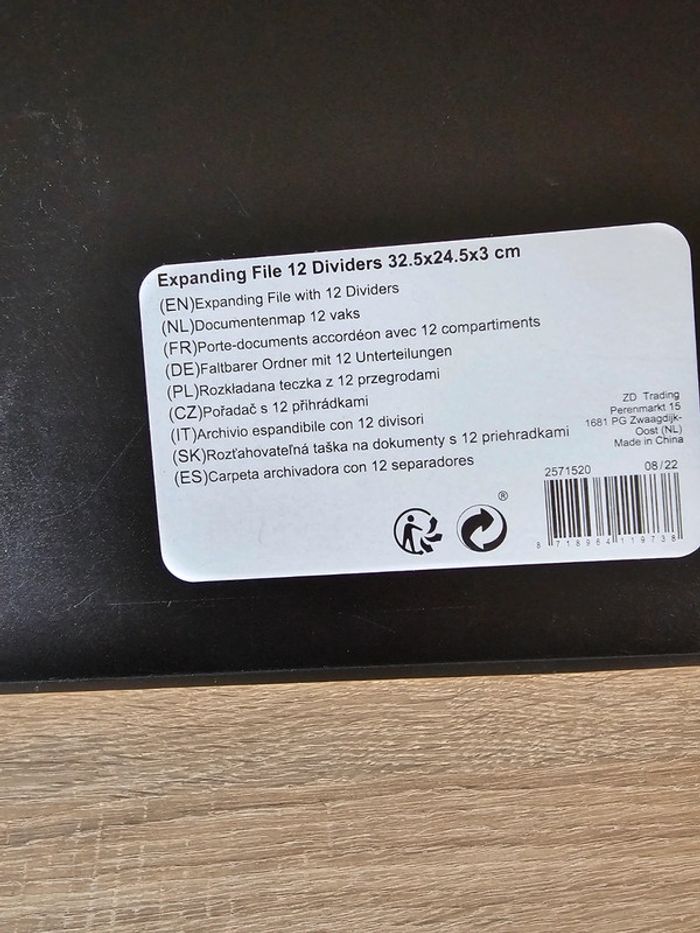 Expanding File 12 Dividers 32.5x24.5x3 cm
(EN)Expanding File with 12 Dividers
(NL)Documentenmap 12 vaks
(FR)Porte-documents accordéon avec 12 compartiments
(DE)Faltbarer Ordner mit 12 Unterteilungen
(PL)Rozkładana teczka z 12 przegrodami
(CZ)Pořadač s 12 přihrádkami
(IT)Archivio espandibile con 12 divisori
(SK)Rozťahovateľná taška na dokumenty s 12 priehradkami
(ES)Carpeta archivadora con 12 separadores
ZD Trading
Perenmarkt 15
1681 PG Zwaagdijk-
Oost (NL)
Made in China
2571520 08/22
®
8 718964 119738